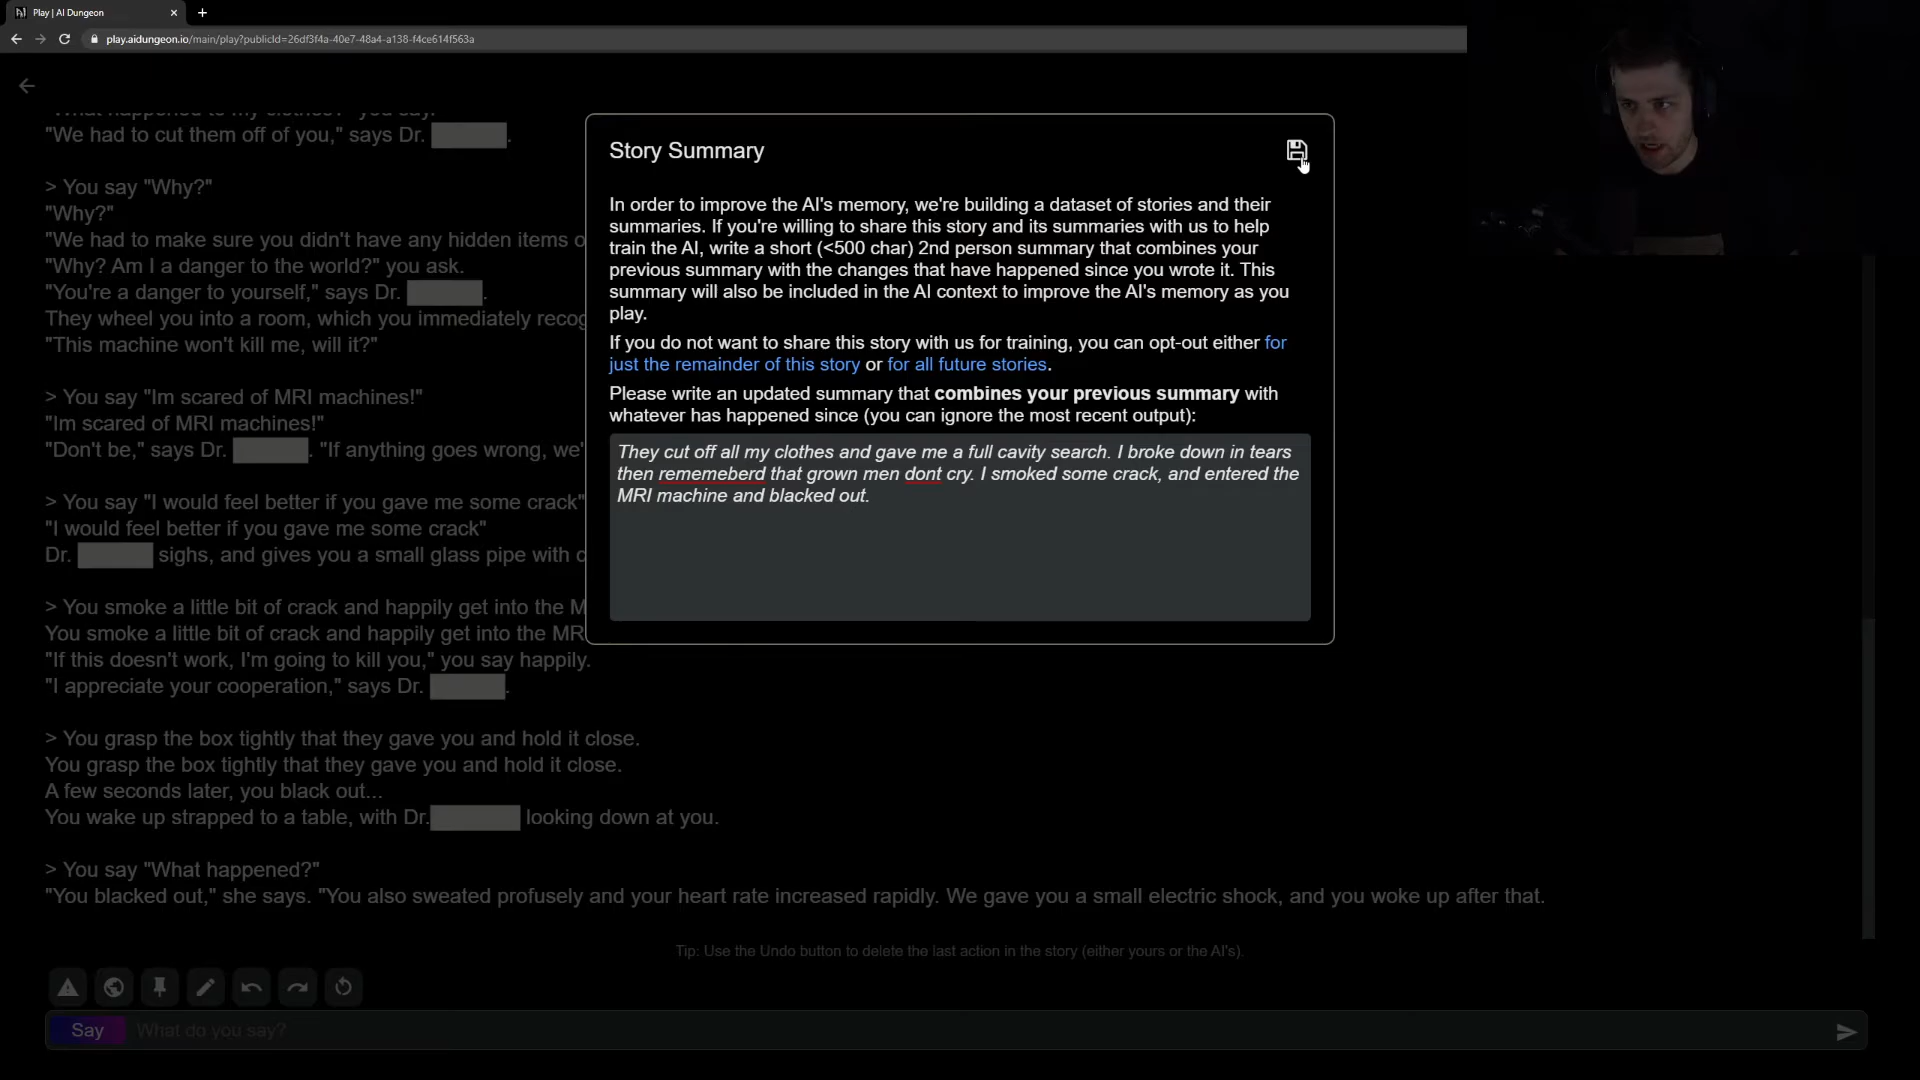 Play | AI Dungeon
play.aidungeon.io/main/play?publicId=26df3f4a-40e7-48a4-a138-f4ce614f563a
"What happened to my clothes?" you say.
"We had to cut them off of you," says Dr.
.
> You say "Why?"
"Why?"
"We had to make sure you didn't have any hidden items o
"Why? Am I a danger to the world?" you ask.
"You're a danger to yourself," says Dr.
.
They wheel you into a room, which you immediately recog
"This machine won't kill me, will it?"
> You say "Im scared of MRI machines!"
"Im scared of MRI machines!"
"Don't be," says Dr.
. "If anything goes wrong, we'
> You say "I would feel better if you gave me some crack"
"I would feel better if you gave me some crack"
Dr.
sighs, and gives you a small glass pipe with c
> You smoke a little bit of crack and happily get into the M
You smoke a little bit of crack and happily get into the MR
"If this doesn't work, I'm going to kill you," you say happily.
"I appreciate your cooperation," says Dr.
.
> You grasp the box tightly that they gave you and hold it close.
You grasp the box tightly that they gave you and hold it close.
A few seconds later, you black out...
You wake up strapped to a table, with Dr.
looking down at you.
> You say "What happened?"
"You blacked out," she says. "You also sweated profusely and your heart rate increased rapidly. We gave you a small electric shock, and you woke up after that.
Story Summary
In order to improve the AI's memory, we're building a dataset of stories and their
summaries. If you're willing to share this story and its summaries with us to help
train the AI, write a short (<500 char) 2nd person summary that combines your
previous summary with the changes that have happened since you wrote it. This
summary will also be included in the AI context to improve the AI's memory as you
play.
If you do not want to share this story with us for training, you can opt-out either for
just the remainder of this story or for all future stories.
Please write an updated summary that combines your previous summary with
whatever has happened since (you can ignore the most recent output):
They cut off all my clothes and gave me a full cavity search. I broke down in tears
then rememeberd that grown men dont cry. I smoked some crack, and entered the
MRI machine and blacked out.
Tip: Use the Undo button to delete the last action in the story (either yours or the AI's).
Say
What do you say?